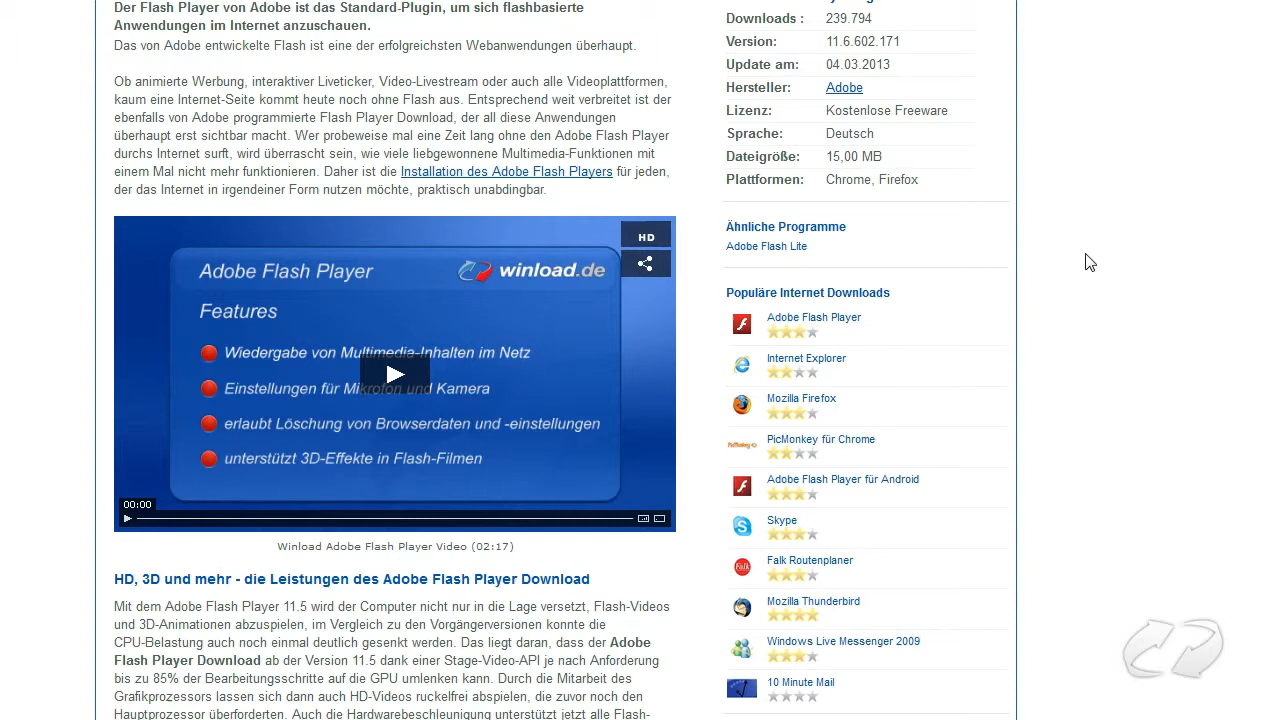 Der Flash Player von Adobe ist das Standard-Plugin, um sich flashbasierte
Anwendungen im Internet anzuschauen.
Das von Adobe entwickelte Flash ist eine der erfolgreichsten Webanwendungen überhaupt.
Ob animierte Werbung, interaktiver Liveticker, Video-Livestream oder auch alle Videoplattformen,
kaum eine Internet-Seite kommt heute noch ohne Flash aus. Entsprechend weit verbreitet ist der
ebenfalls von Adobe programmierte Flash Player Download, der all diese Anwendungen
überhaupt erst sichtbar macht. Wer probeweise mal eine Zeit lang ohne den Adobe Flash Player
durchs Internet surft, wird überrascht sein, wie viele liebgewonnene Multimedia-Funktionen mit
einem Mal nicht mehr funktionieren. Daher ist die Installation des Adobe Flash Players für jeden,
der das Internet in irgendeiner Form nutzen möchte, praktisch unabdingbar.
HD
Adobe Flash Player
winload.de
Features
Wiedergabe von Multimedia-Inhalten im Netz
Einstellungen für Mikrofon und Kamera
erlaubt Löschung von Browserdaten und -einstellungen
unterstützt 3D-Effekte in Flash-Filmen
00:00
Winload Adobe Flash Player Video (02:17)
HD, 3D und mehr - die Leistungen des Adobe Flash Player Download
Mit dem Adobe Flash Player 11.5 wird der Computer nicht nur in die Lage versetzt, Flash-Videos
und 3D-Animationen abzuspielen, im Vergleich zu den Vorgängerversionen konnte die
CPU-Belastung auch noch einmal deutlich gesenkt werden. Das liegt daran, dass der Adobe
Flash Player Download ab der Version 11.5 dank einer Stage-Video-API je nach Anforderung
bis zu 85% der Bearbeitungsschritte auf die GPU umlenken kann. Durch die Mitarbeit des
Grafikprozessors lassen sich dann auch HD-Videos ruckelfrei abspielen, die zuvor noch den
Hauptprozessor überforderten. Auch die Hardwarebeschleunigung unterstützt jetzt alle Flash-
Downloads : 239.794
Version: 11.6.602.171
Update am: 04.03.2013
Hersteller: Adobe
Lizenz: Kostenlose Freeware
Sprache: Deutsch
Dateigröße: 15,00 MB
Plattformen: Chrome, Firefox
Ähnliche Programme
Adobe Flash Lite
Populäre Internet Downloads
Adobe Flash Player
Internet Explorer
Mozilla Firefox
PicMonkey für Chrome
Adobe Flash Player für Android
Skype
Falk Routenplaner
Mozilla Thunderbird
Windows Live Messenger 2009
10 Minute Mail